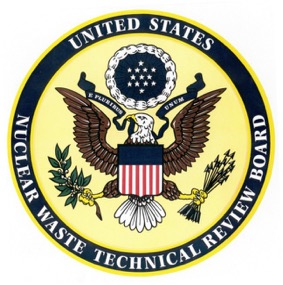 UNITED STATES
NUCLEAR WASTE TECHNICAL REVIEW BOARD
E PLURIBUS UNUM